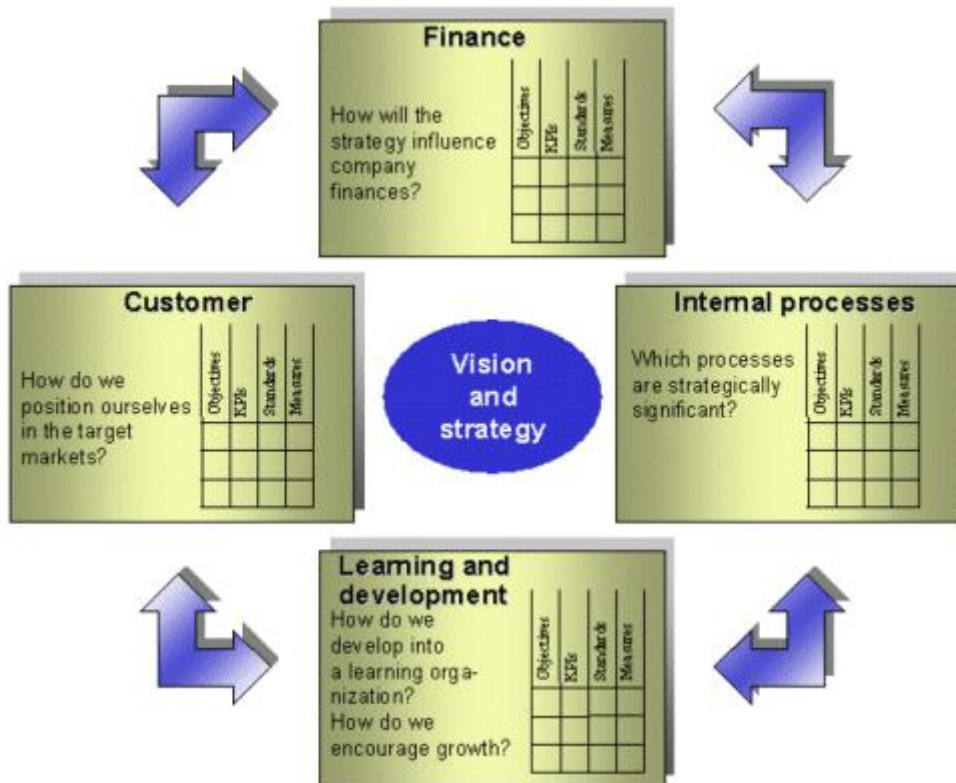 Finance
How will the
strategy influence
company
finances?
Objectives
KPIs
Standards
Measures
Customer
How do we
position ourselves
in the target
markets?
Objectives
KPIs
Standards
Measures
Vision
and
strategy
Internal processes
Which processes
are strategically
significant?
Objectives
KPIs
Standards
Measures
Learning and
development
How do we
develop into
a learning orga-
nization?
How do we
encourage growth?
Objectives
KPIs
Standards
Measures